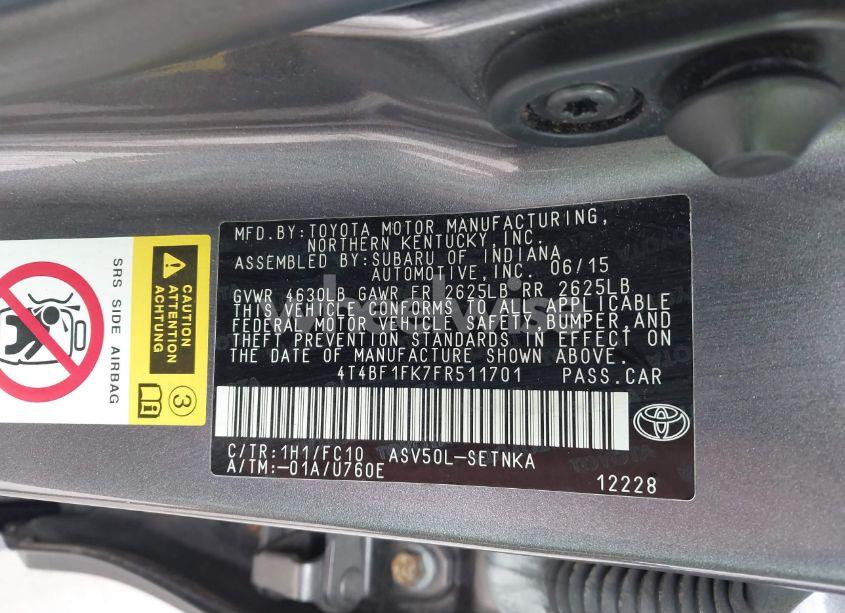 MFD.BY:TOYOTA MOTOR MANUFACTURING,
NORTHERN KENTUCKY,INC.
ASSEMBLED BY:SUBARU OF INDIANA
AUTOMOTIVE,INC. 06/15
GVWR 4630LB GAWR FR 2625LB RR 2625LB
THIS VEHICLE CONFORMS TO ALL APPLICABLE
FEDERAL MOTOR VEHICLE SAFETY,BUMPER,AND
THEFT PREVENTION STANDARDS IN EFFECT ON
THE DATE OF MANUFACTURE SHOWN ABOVE.
4T4BF1FK7FR511701 PASS.CAR
C/TR:1H1/FC10 ASV50L-SETNKA
A/TM:-01A/U760E
12228
SRS SIDE AIRBAG
CAUTION
ATTENTION
ACHTUNG
3
wheelwise